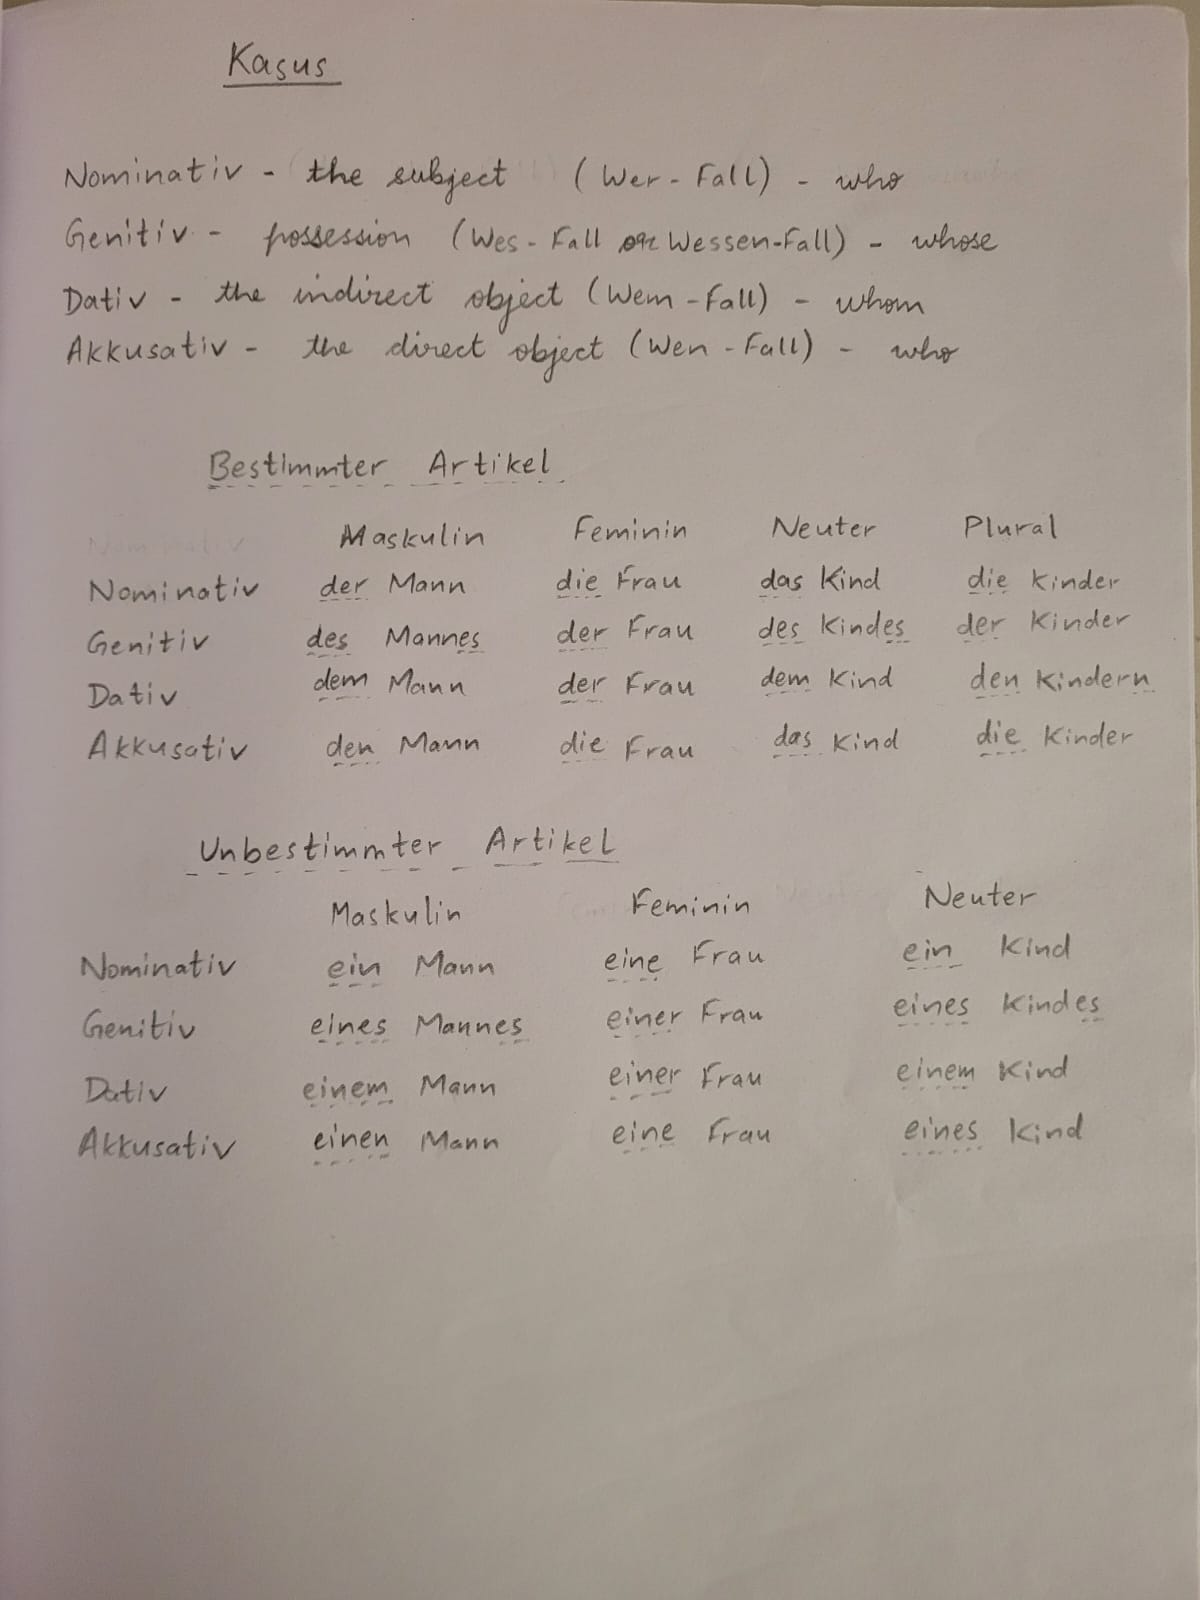 Kasus
Nominativ - the subject (Wer-Fall) - who
Genitiv - possession (Wes-Fall or Wessen-Fall) - whose
Dativ - the indirect object (Wem-Fall) - whom
Akkusativ - the direct object (Wen-Fall) - who
Bestimmter Artikel
Maskulin Feminin Neuter Plural
Nominativ der Mann die Frau das Kind die Kinder
Genitiv des Mannes der Frau des Kindes der Kinder
Dativ dem Mann der Frau dem Kind den Kindern
Akkusativ den Mann die Frau das Kind die Kinder
Unbestimmter Artikel
Maskulin Feminin Neuter
Nominativ ein Mann eine Frau ein Kind
Genitiv eines Mannes einer Frau eines Kindes
Dativ einem Mann einer Frau einem Kind
Akkusativ einen Mann eine Frau eines Kind